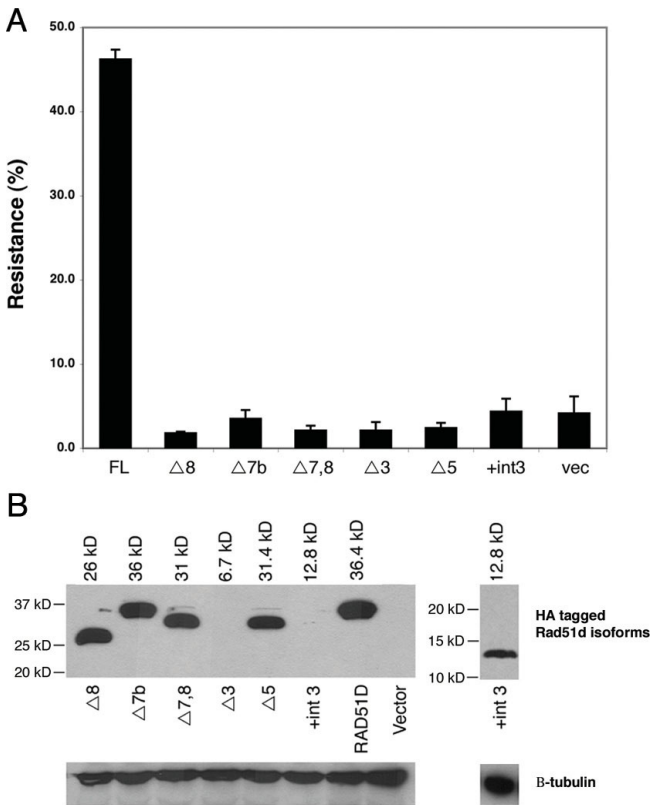 A
Resistance (%)
50.0
40.0
30.0
20.0
10.0
0.0
FL △8 △7b △7,8 △3 △5 +int3 vec
B
26 kD 36 kD 31 kD 6.7 kD 31.4 kD 12.8 kD 36.4 kD
37 kD
25 kD
20 kD
△8 △7b △7,8 △3 △5 +int 3 RAD51D Vector
12.8 kD
20 kD
15 kD
10 kD
+int 3
HA tagged
Rad51d isoforms
B-tubulin